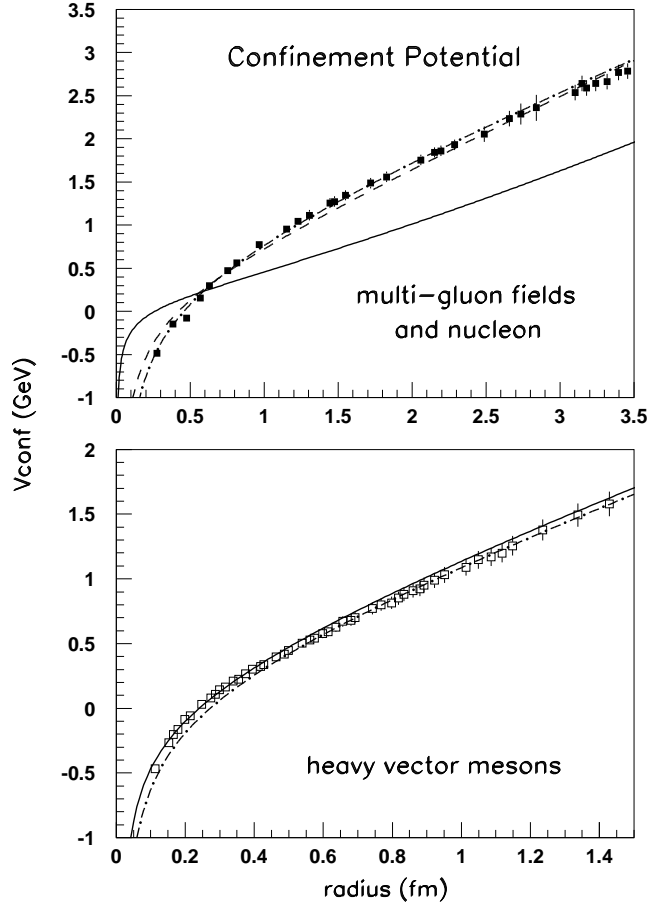 3.5
Confinement Potential
3
2.5
2
1.5
1
0.5
multi-gluon fields
0
and nucleon
-0.5
-1
0 0.5 1 1.5 2 2.5 3 3.5
Vconf (GeV)
2
1.5
1
0.5
0
heavy vector mesons
-0.5
-1
0 0.2 0.4 0.6 0.8 1 1.2 1.4
radius (fm)